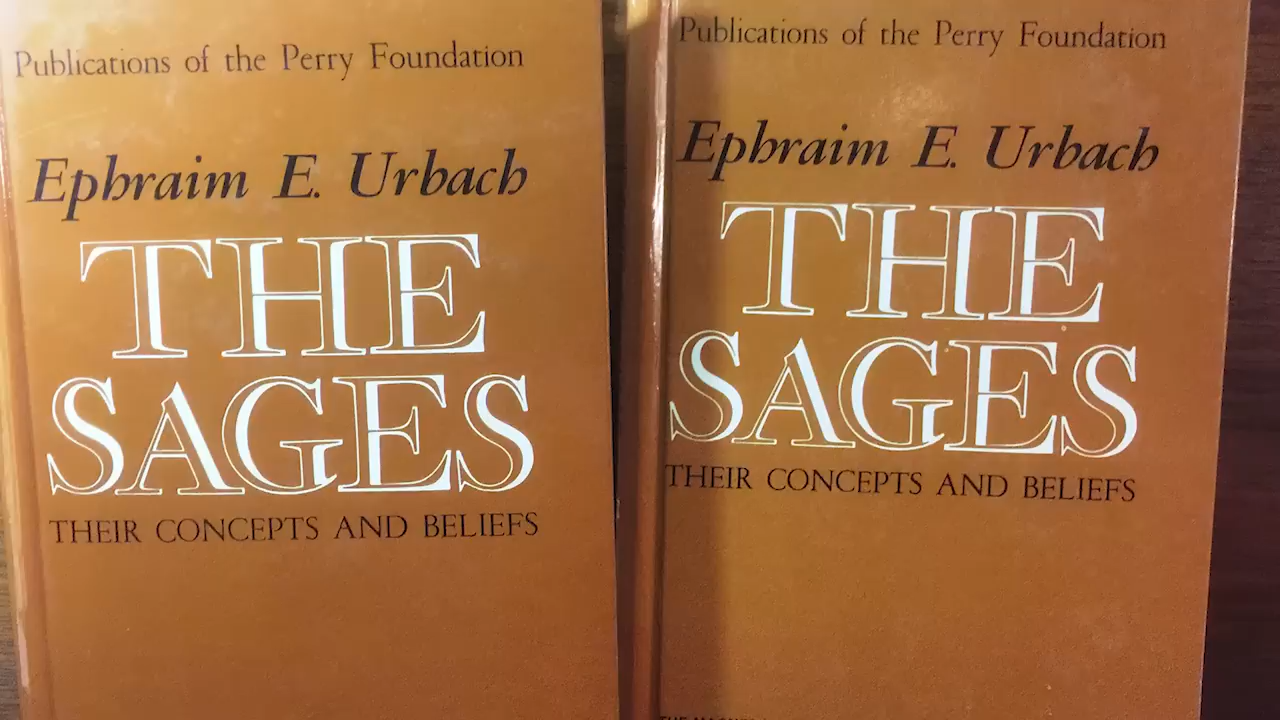 Publications of the Perry Foundation
Ephraim E. Urbach
THE
SAGES
THEIR CONCEPTS AND BELIEFS
Publications of the Perry Foundation
Ephraim E. Urbach
THE
SAGES
THEIR CONCEPTS AND BELIEFS